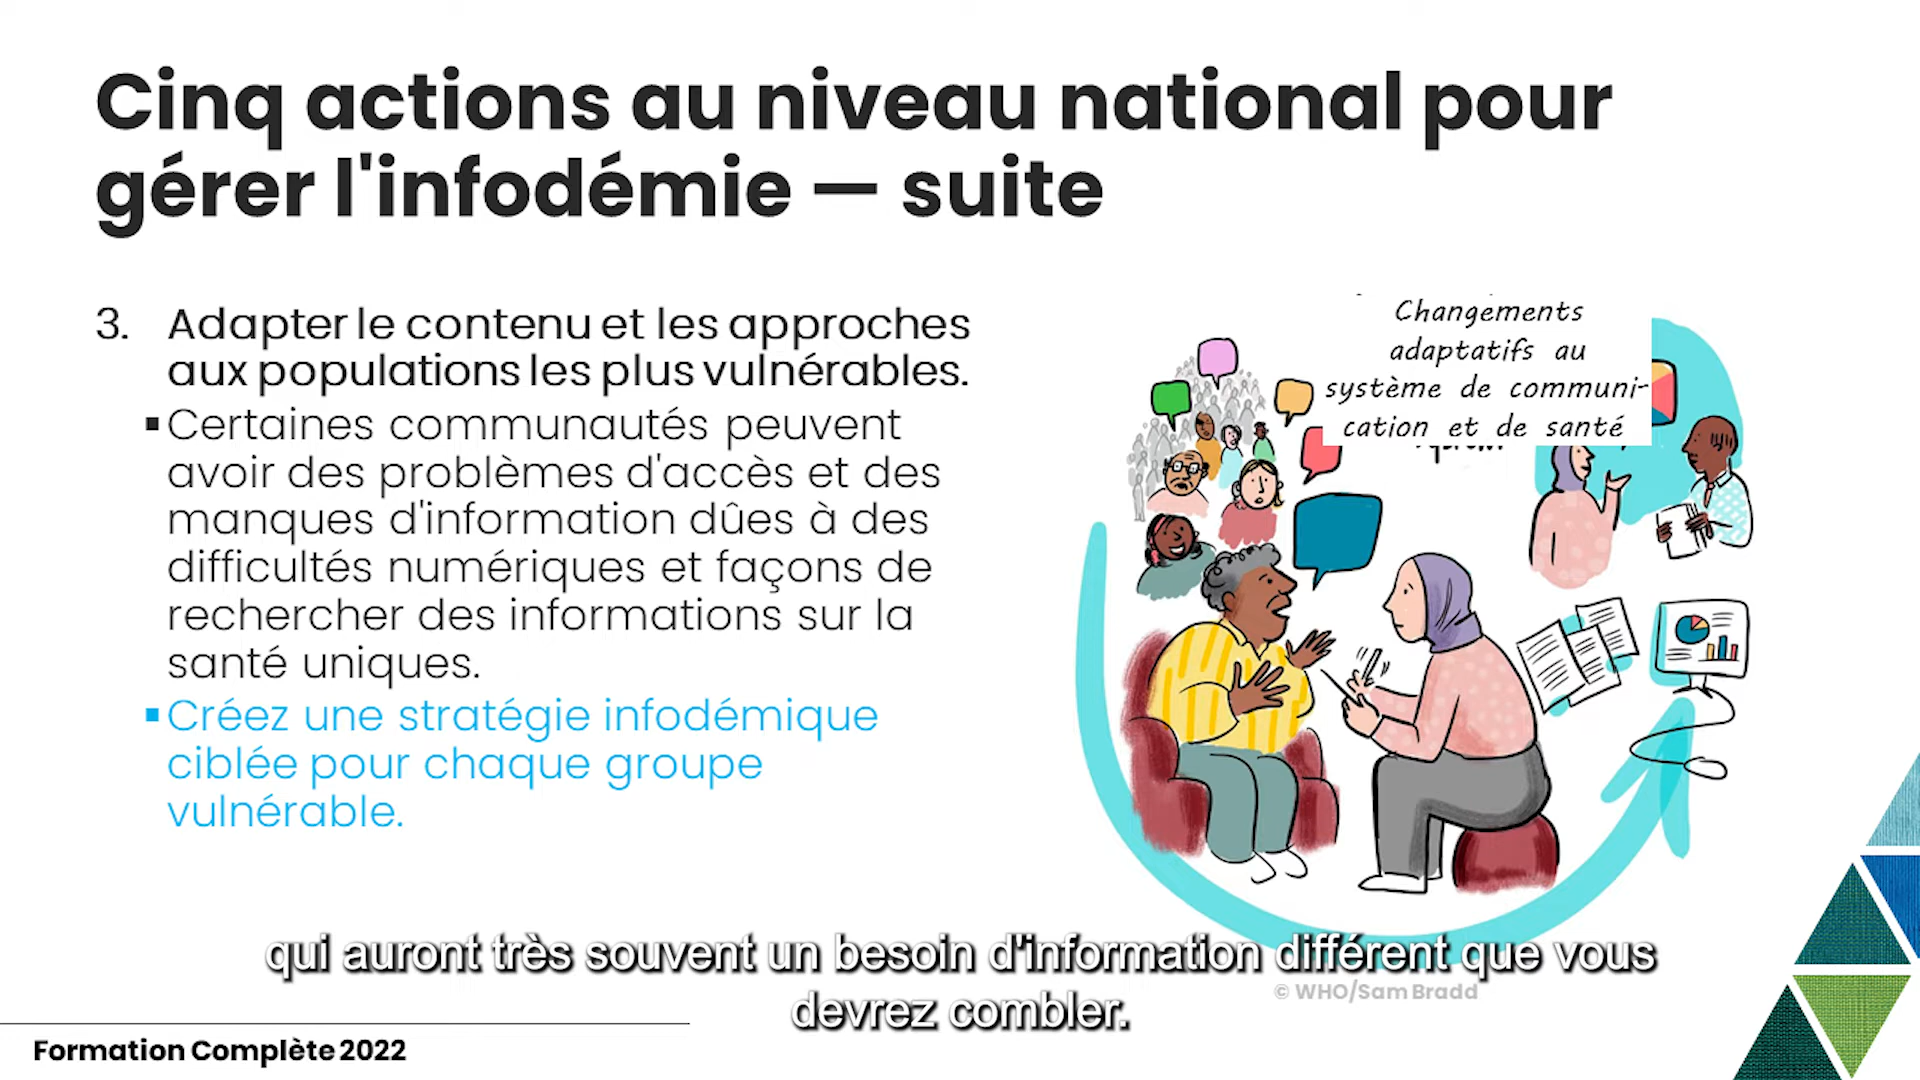 Cinq actions au niveau national pour
gérer l'infodémie — suite
3. Adapter le contenu et les approches
aux populations les plus vulnérables.
Certaines communautés peuvent
avoir des problèmes d'accès et des
manques d'information dûes à des
difficultés numériques et façons de
rechercher des informations sur la
santé uniques.
Créez une stratégie infodémique
ciblée pour chaque groupe
vulnérable.
Changements
adaptatifs au
système de communi-
cation et de santé
qui auront très souvent un besoin d'information différent que vous
devrez combler.
© WHO/Sam Bradd
Formation Complète 2022